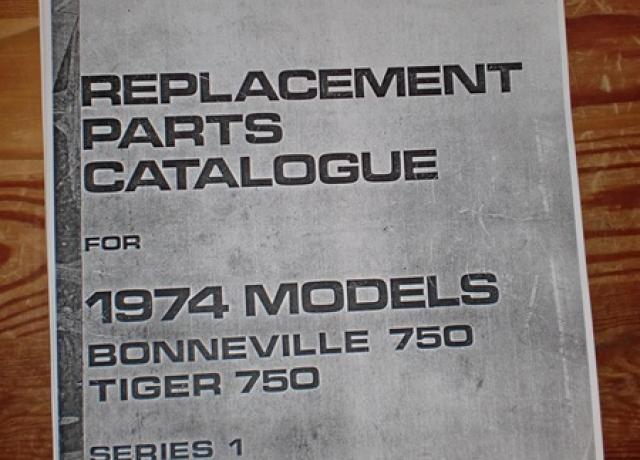 REPLACEMENT
PARTS
CATALOGUE
FOR
1974 MODELS
BONNEVILLE 750
TIGER 750
SERIES 1